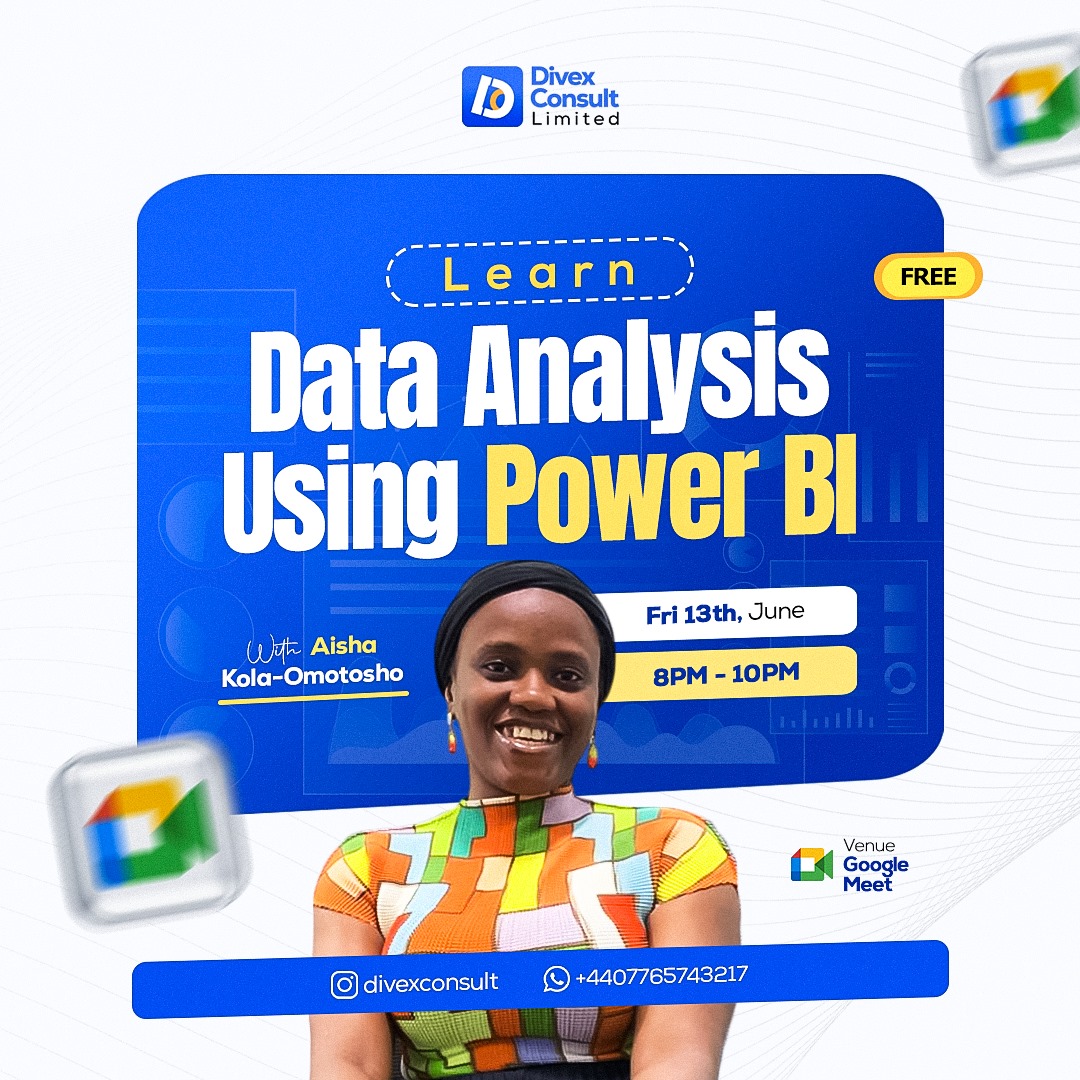 Divex
Consult
Limited
Learn
FREE
Data Analysis
Using Power BI
Fri 13th, June
8PM - 10PM
With Aisha
Kola-Omotosho
Venue
Google
Meet
divexconsult
+4407765743217